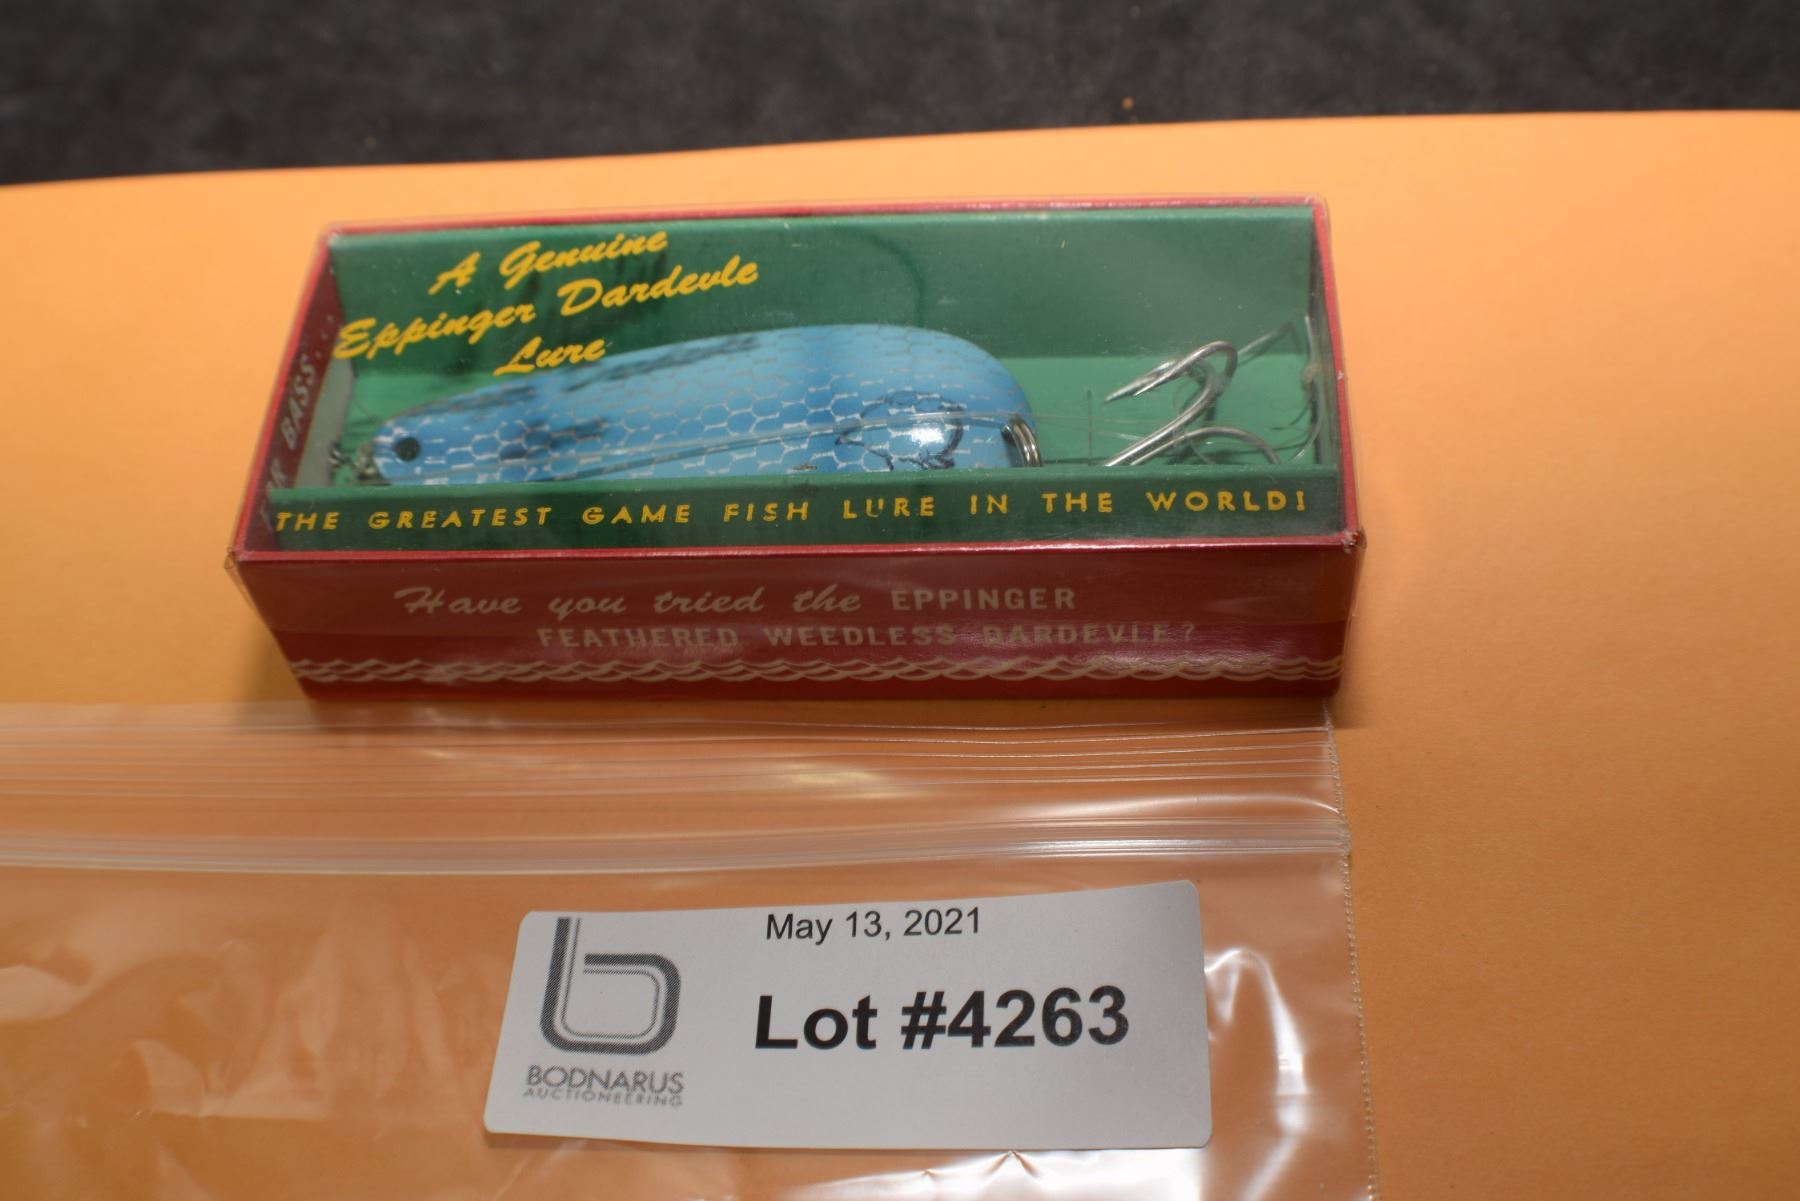 A Genuine
Eppinger Dardevle
Lure
BASS
THE GREATEST GAME FISH LURE IN THE WORLD!
Have you tried the EPPINGER
FEATHERED WEEDLESS DARDEVLE?
May 13, 2021
Lot #4263
b
BODNARUS
AUCTIONEERING